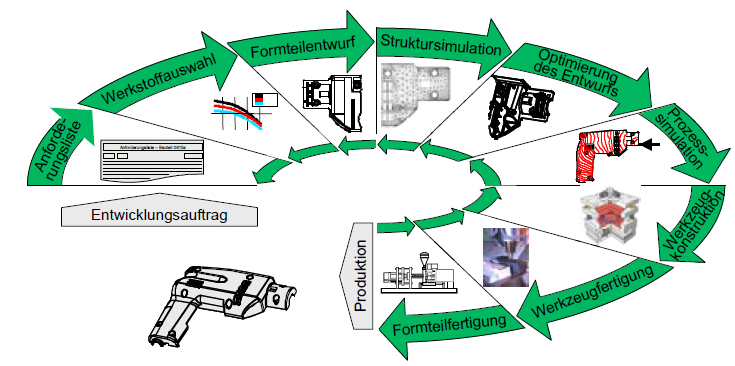 Anforde-
rungsliste
Werkstoffauswahl
Formteilentwurf
Struktursimulation
Optimierung
des Entwurfs
Prozess-
simulation
Werkzeug-
konstruktion
Werkzeugfertigung
Formteilfertigung
Produktion
Entwicklungsauftrag